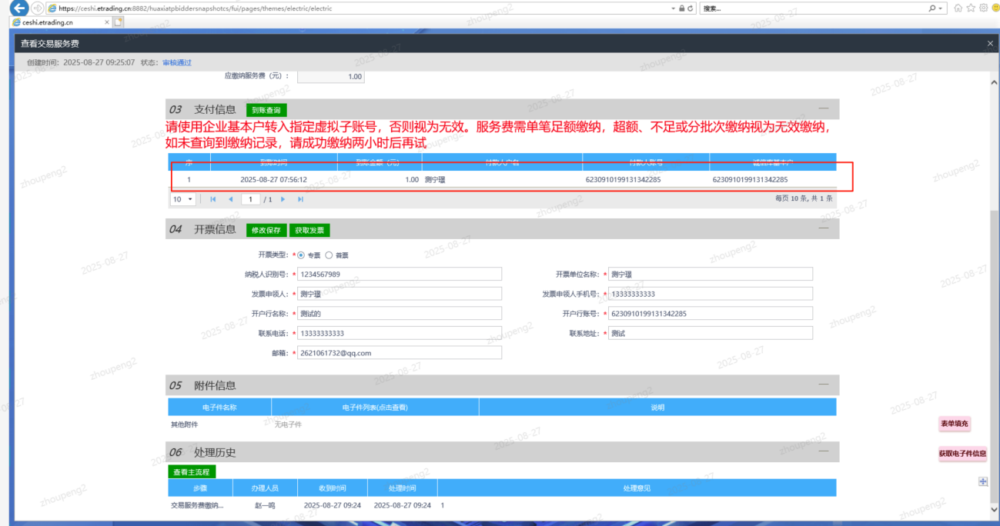 https://ceshi.etrading.cn:8882/huaxiatpbiddersnapshotcs/fui/pages/themes/electric/electric
搜索...
ceshi.etrading.cn
查看交易服务费
创建时间: 2025-08-27 09:25:07 状态: 审核通过
应缴纳服务费（元）: 1.00
03 支付信息 到账查询
请使用企业基本户转入指定虚拟子账号，否则视为无效。服务费需单笔足额缴纳，超额、不足或分批次缴纳视为无效缴纳，
如未查询到缴纳记录，请成功缴纳两小时后再试
序 到账时间 到账金额（元） 付款人户名 付款人账号 诚信库基本户
1 2025-08-27 07:56:12 1.00 测宁瑾 6230910199131342285 6230910199131342285
10 1 / 1 每页 10 条, 共 1 条
04 开票信息 修改保存 获取发票
开票类型: * 专票 普票
纳税人识别号: * 1234567989 开票单位名称: * 测宁瑾
发票申领人: * 测宁瑾 发票申领人手机号: * 13333333333
开户行名称: * 测试的 开户行账号: * 6230910199131342285
联系电话: * 13333333333 联系地址: * 测试
邮箱: * 2621061732@qq.com
05 附件信息
电子件名称 电子件列表(点击查看) 说明
其他附件 无电子件
表单填充
06 处理历史
获取电子件信息
查看主流程
步骤 办理人员 收到时间 处理时间 处理意见
交易服务费缴纳... 赵一鸣 2025-08-27 09:24 2025-08-27 09:24 1
zhoupeng2
2025-08-27